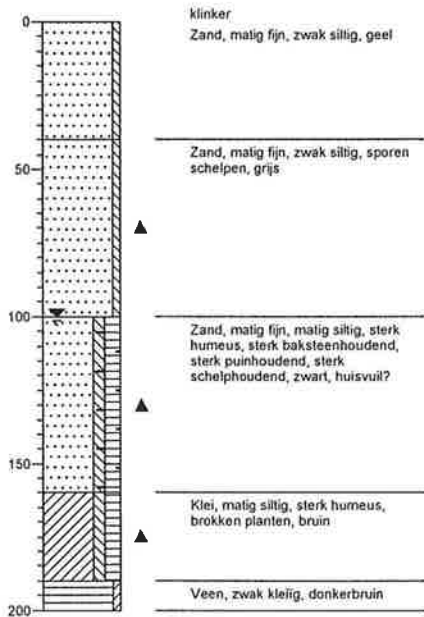 klinker
0
Zand, matig fijn, zwak siltig, geel
50
Zand, matig fijn, zwak siltig, sporen
schelpen, grijs
100
Zand, matig fijn, matig siltig, sterk
humeus, sterk baksteenhoudend,
sterk puinhoudend, sterk
schelphoudend, zwart, huisvuil?
150
Klei, matig siltig, sterk humeus,
brokken planten, bruin
Veen, zwak kleiïg, donkerbruin
200